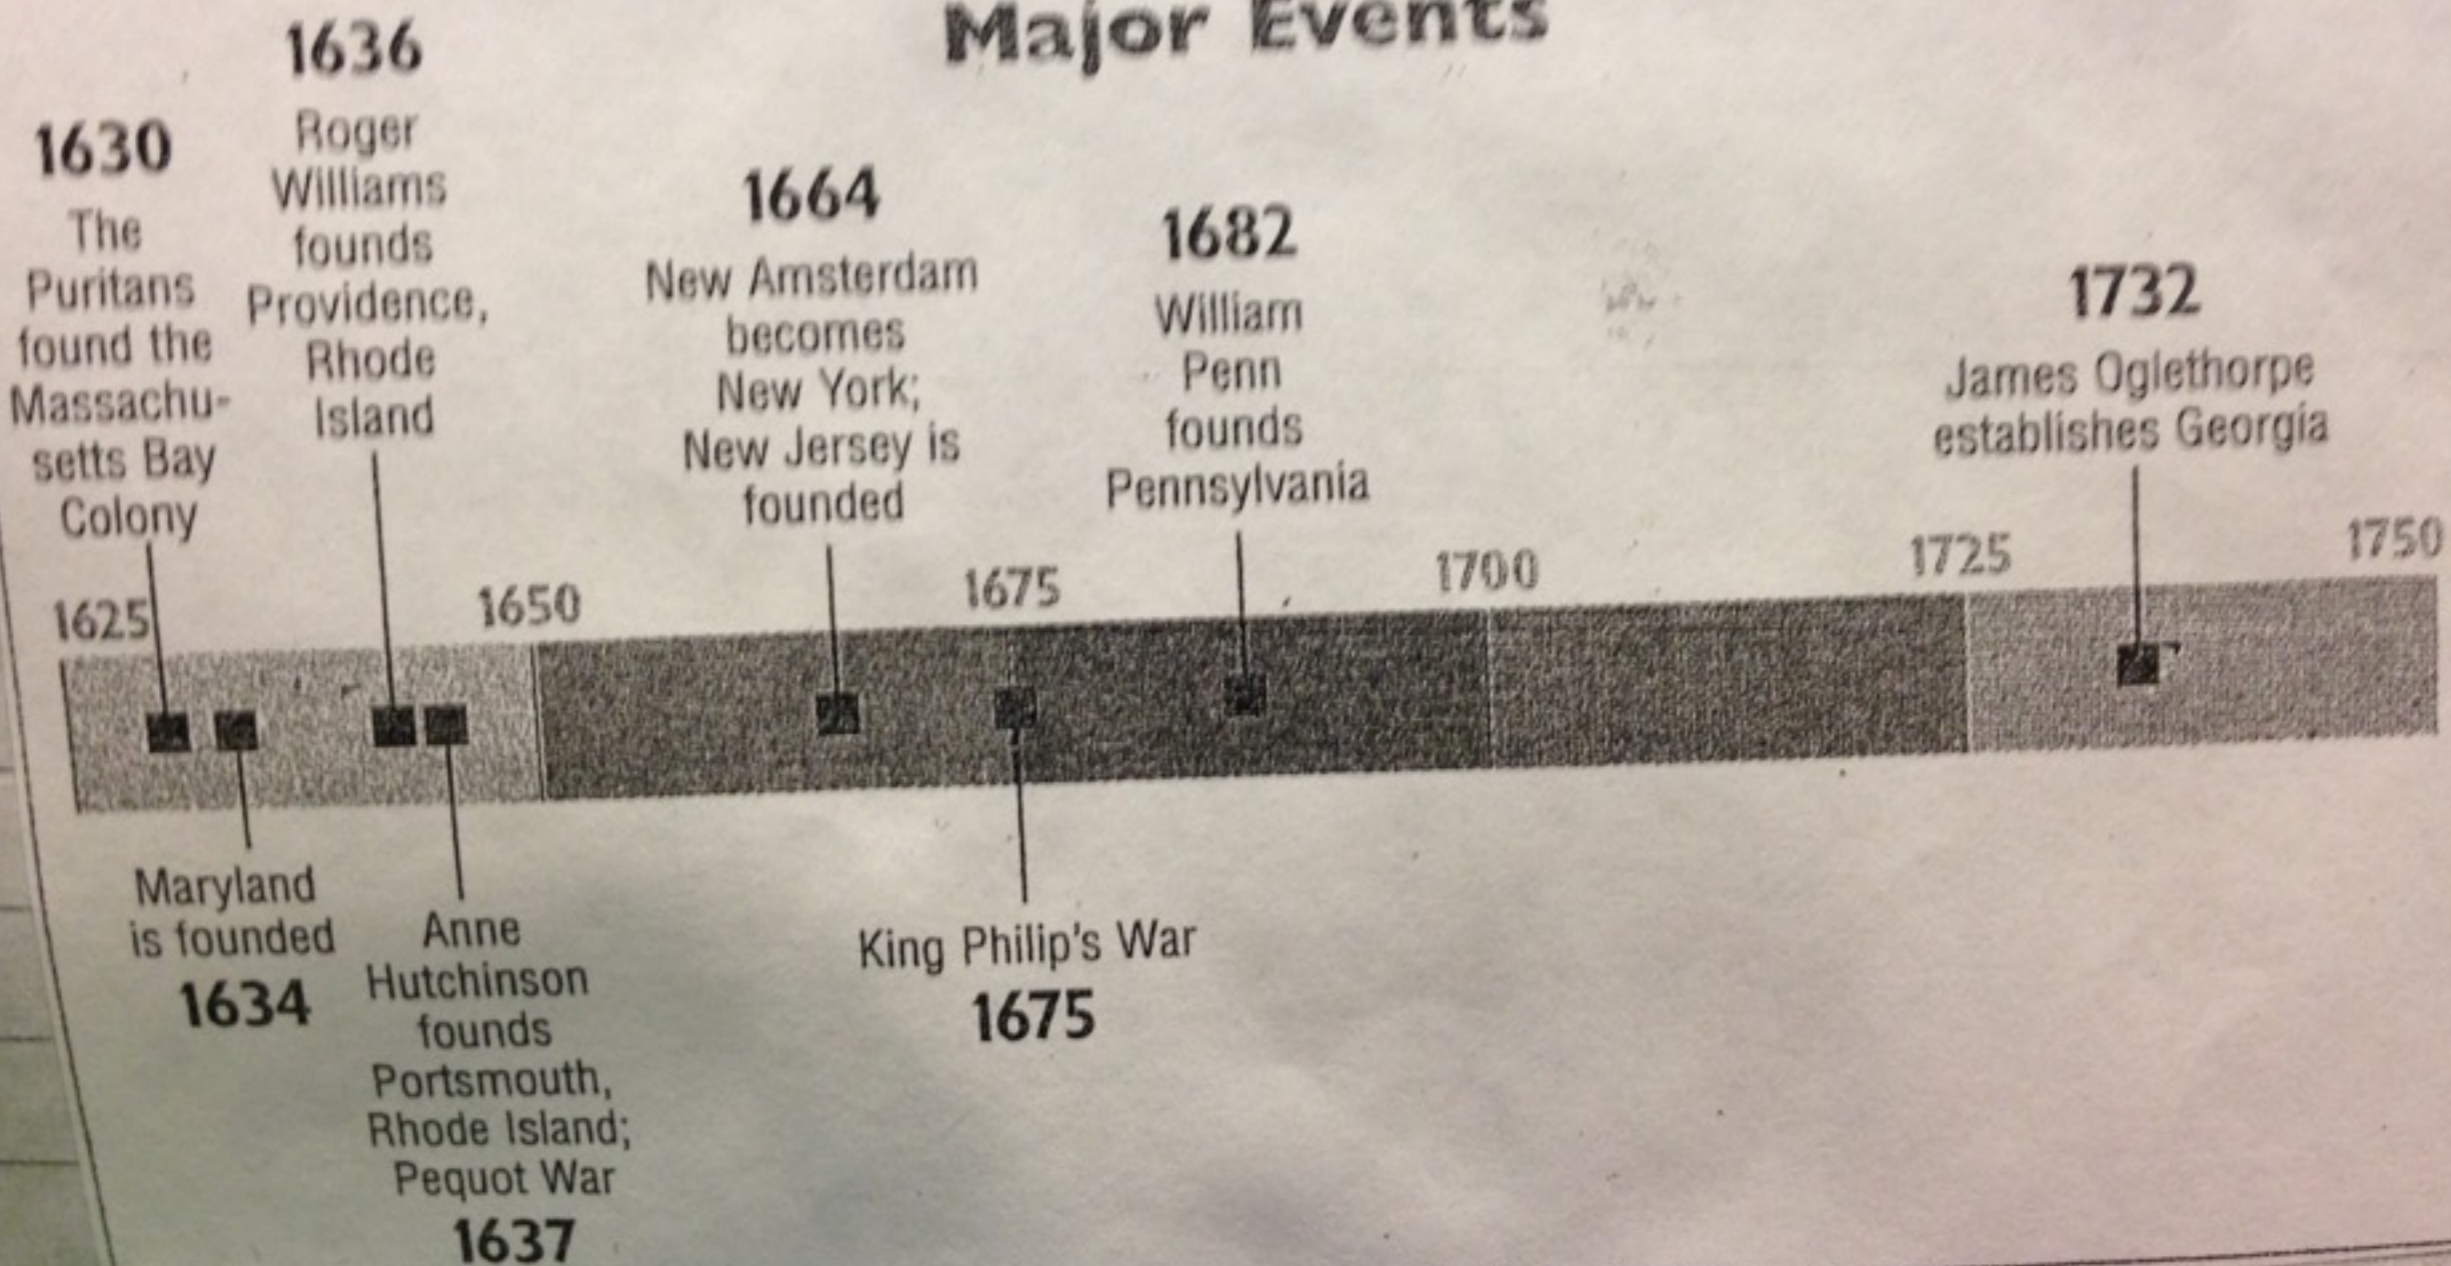 Major Events
1630
The
Puritans
found the
Massachu-
setts Bay
Colony
1636
Roger
Williams
founds
Providence,
Rhode
Island
1664
New Amsterdam
becomes
New York;
New Jersey is
founded
1682
William
Penn
founds
Pennsylvania
1732
James Oglethorpe
establishes Georgia
1625
1650
1675
1700
1725
1750
Maryland
is founded
1634
Anne
Hutchinson
founds
Portsmouth,
Rhode Island;
Pequot War
1637
King Philip's War
1675